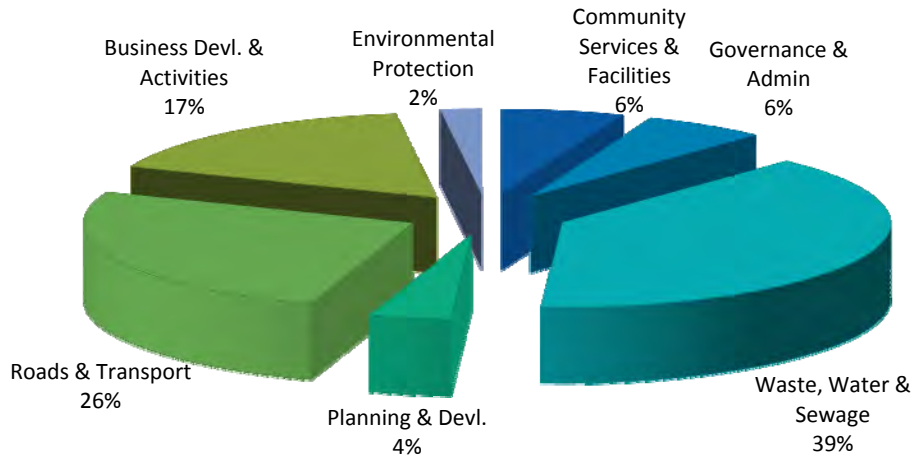 Business Devl. &
Activities
17%
Environmental
Protection
2%
Community
Services &
Facilities
6%
Governance &
Admin
6%
Roads & Transport
26%
Planning & Devl.
4%
Waste, Water &
Sewage
39%